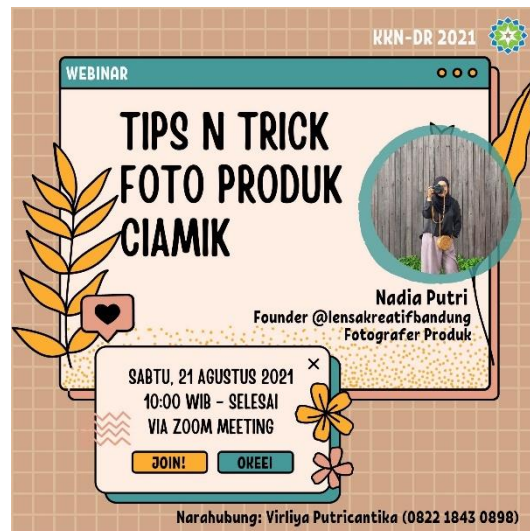 KKN-DR 2021
WEBINAR
TIPS N TRICK
FOTO PRODUK
CIAMIK
Nadia Putri
Founder @lensakreatifbandung
Fotografer Produk
SABTU, 21 AGUSTUS 2021
10:00 WIB - SELESAI
VIA ZOOM MEETING
JOIN!
OKEEI
Narahubung: Virliya Putricantika (0822 1843 0898)